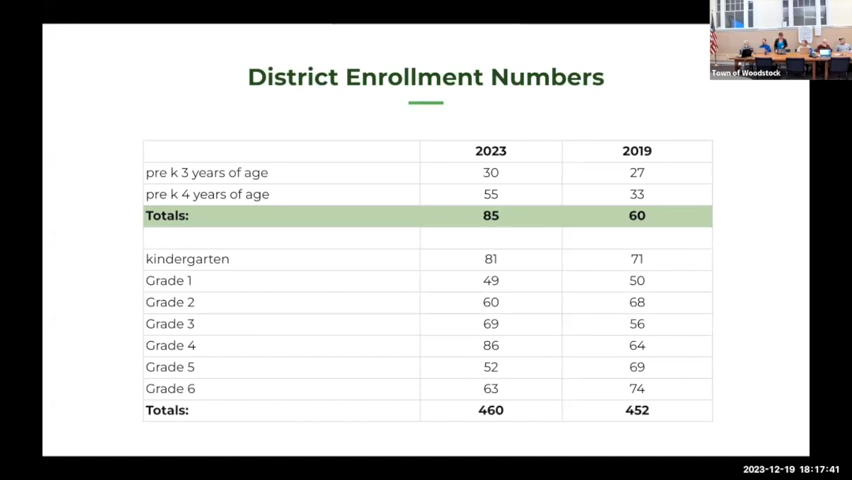 Town of Woodstock
District Enrollment Numbers
2023 2019
pre k 3 years of age 30 27
pre k 4 years of age 55 33
Totals: 85 60
kindergarten 81 71
Grade 1 49 50
Grade 2 60 68
Grade 3 69 56
Grade 4 86 64
Grade 5 52 69
Grade 6 63 74
Totals: 460 452
2023-12-19 18:17:41